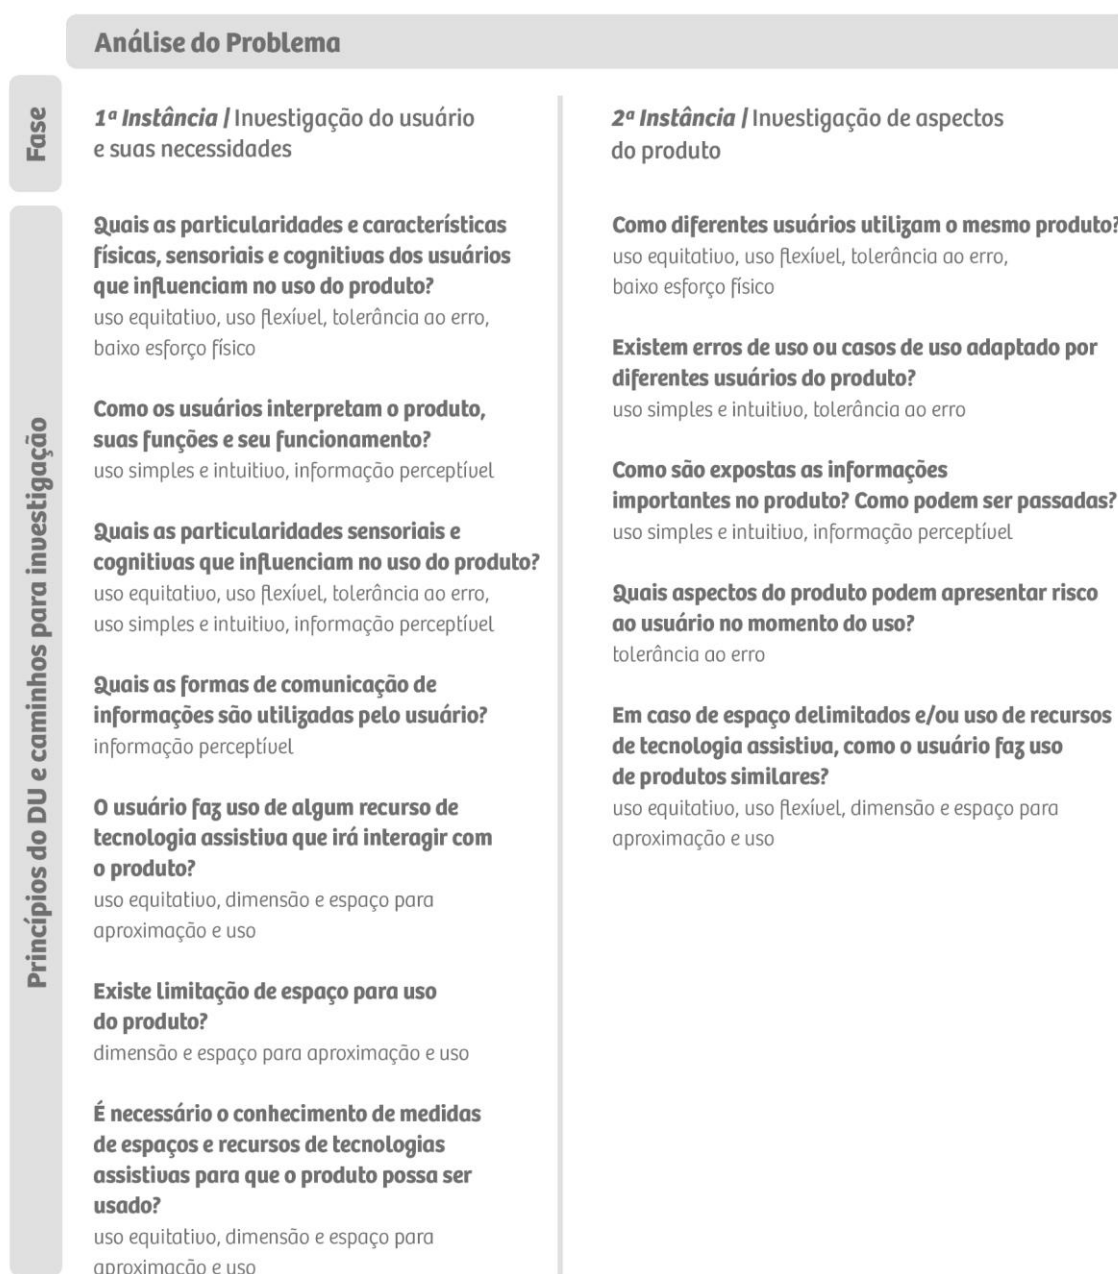 Análise do Problema
Fase
1ª Instância / Investigação do usuário
e suas necessidades
2ª Instância / Investigação de aspectos
do produto
Princípios do DU e caminhos para investigação
Quais as particularidades e características
físicas, sensoriais e cognitivas dos usuários
que influenciam no uso do produto?
uso equitativo, uso flexível, tolerância ao erro,
baixo esforço físico
Como os usuários interpretam o produto,
suas funções e seu funcionamento?
uso simples e intuitivo, informação perceptível
Quais as particularidades sensoriais e
cognitivas que influenciam no uso do produto?
uso equitativo, uso flexível, tolerância ao erro,
uso simples e intuitivo, informação perceptível
Quais as formas de comunicação de
informações são utilizadas pelo usuário?
informação perceptível
O usuário faz uso de algum recurso de
tecnologia assistiva que irá interagir com
o produto?
uso equitativo, dimensão e espaço para
aproximação e uso
Existe limitação de espaço para uso
do produto?
dimensão e espaço para aproximação e uso
É necessário o conhecimento de medidas
de espaços e recursos de tecnologias
assistivas para que o produto possa ser
usado?
uso equitativo, dimensão e espaço para
aproximação e uso
Como diferentes usuários utilizam o mesmo produto?
uso equitativo, uso flexível, tolerância ao erro,
baixo esforço físico
Existem erros de uso ou casos de uso adaptado por
diferentes usuários do produto?
uso simples e intuitivo, tolerância ao erro
Como são expostas as informações
importantes no produto? Como podem ser passadas?
uso simples e intuitivo, informação perceptível
Quais aspectos do produto podem apresentar risco
ao usuário no momento do uso?
tolerância ao erro
Em caso de espaço delimitados e/ou uso de recursos
de tecnologia assistiva, como o usuário faz uso
de produtos similares?
uso equitativo, uso flexível, dimensão e espaço para
aproximação e uso